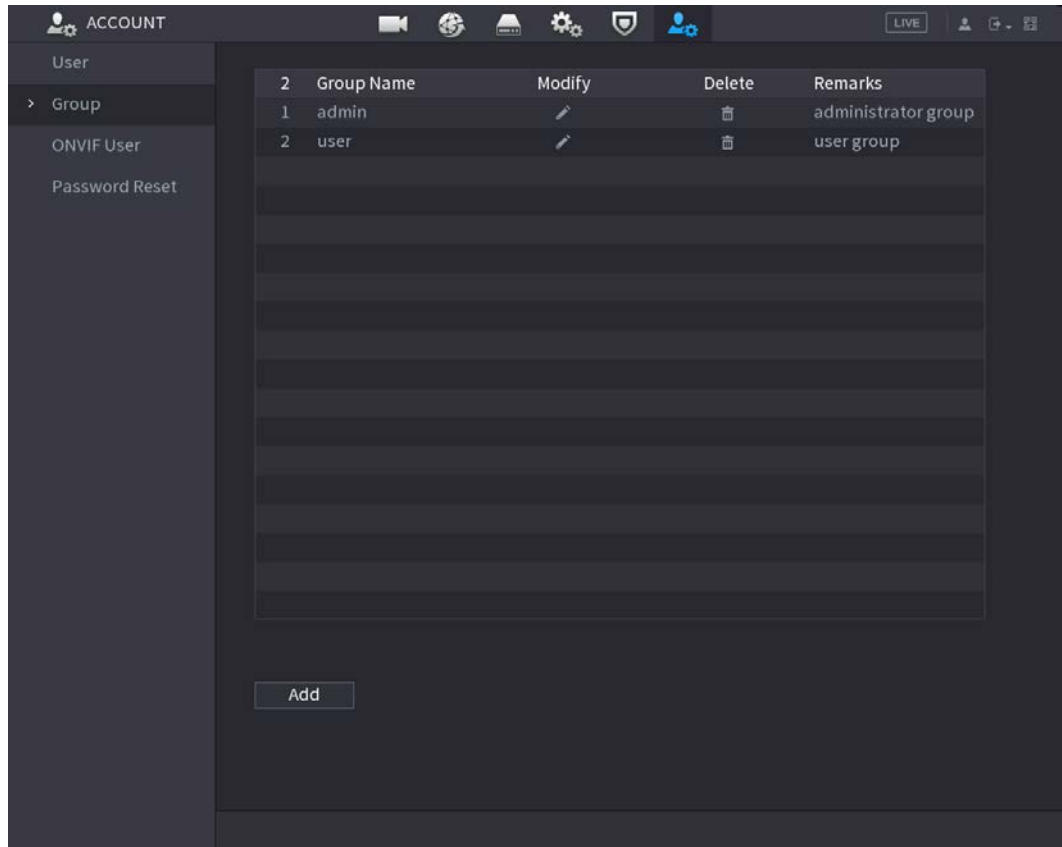 ACCOUNT LIVE
User
Group
ONVIF User
Password Reset
2 Group Name Modify Delete Remarks
1 admin administrator group
2 user user group
Add